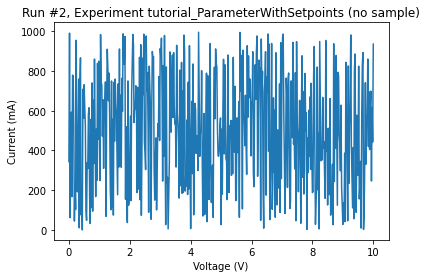 Run #2, Experiment tutorial_ParameterWithSetpoints (no sample)
Current (mA)
1000
800
600
400
200
0
0 2 4 6 8 10
Voltage (V)